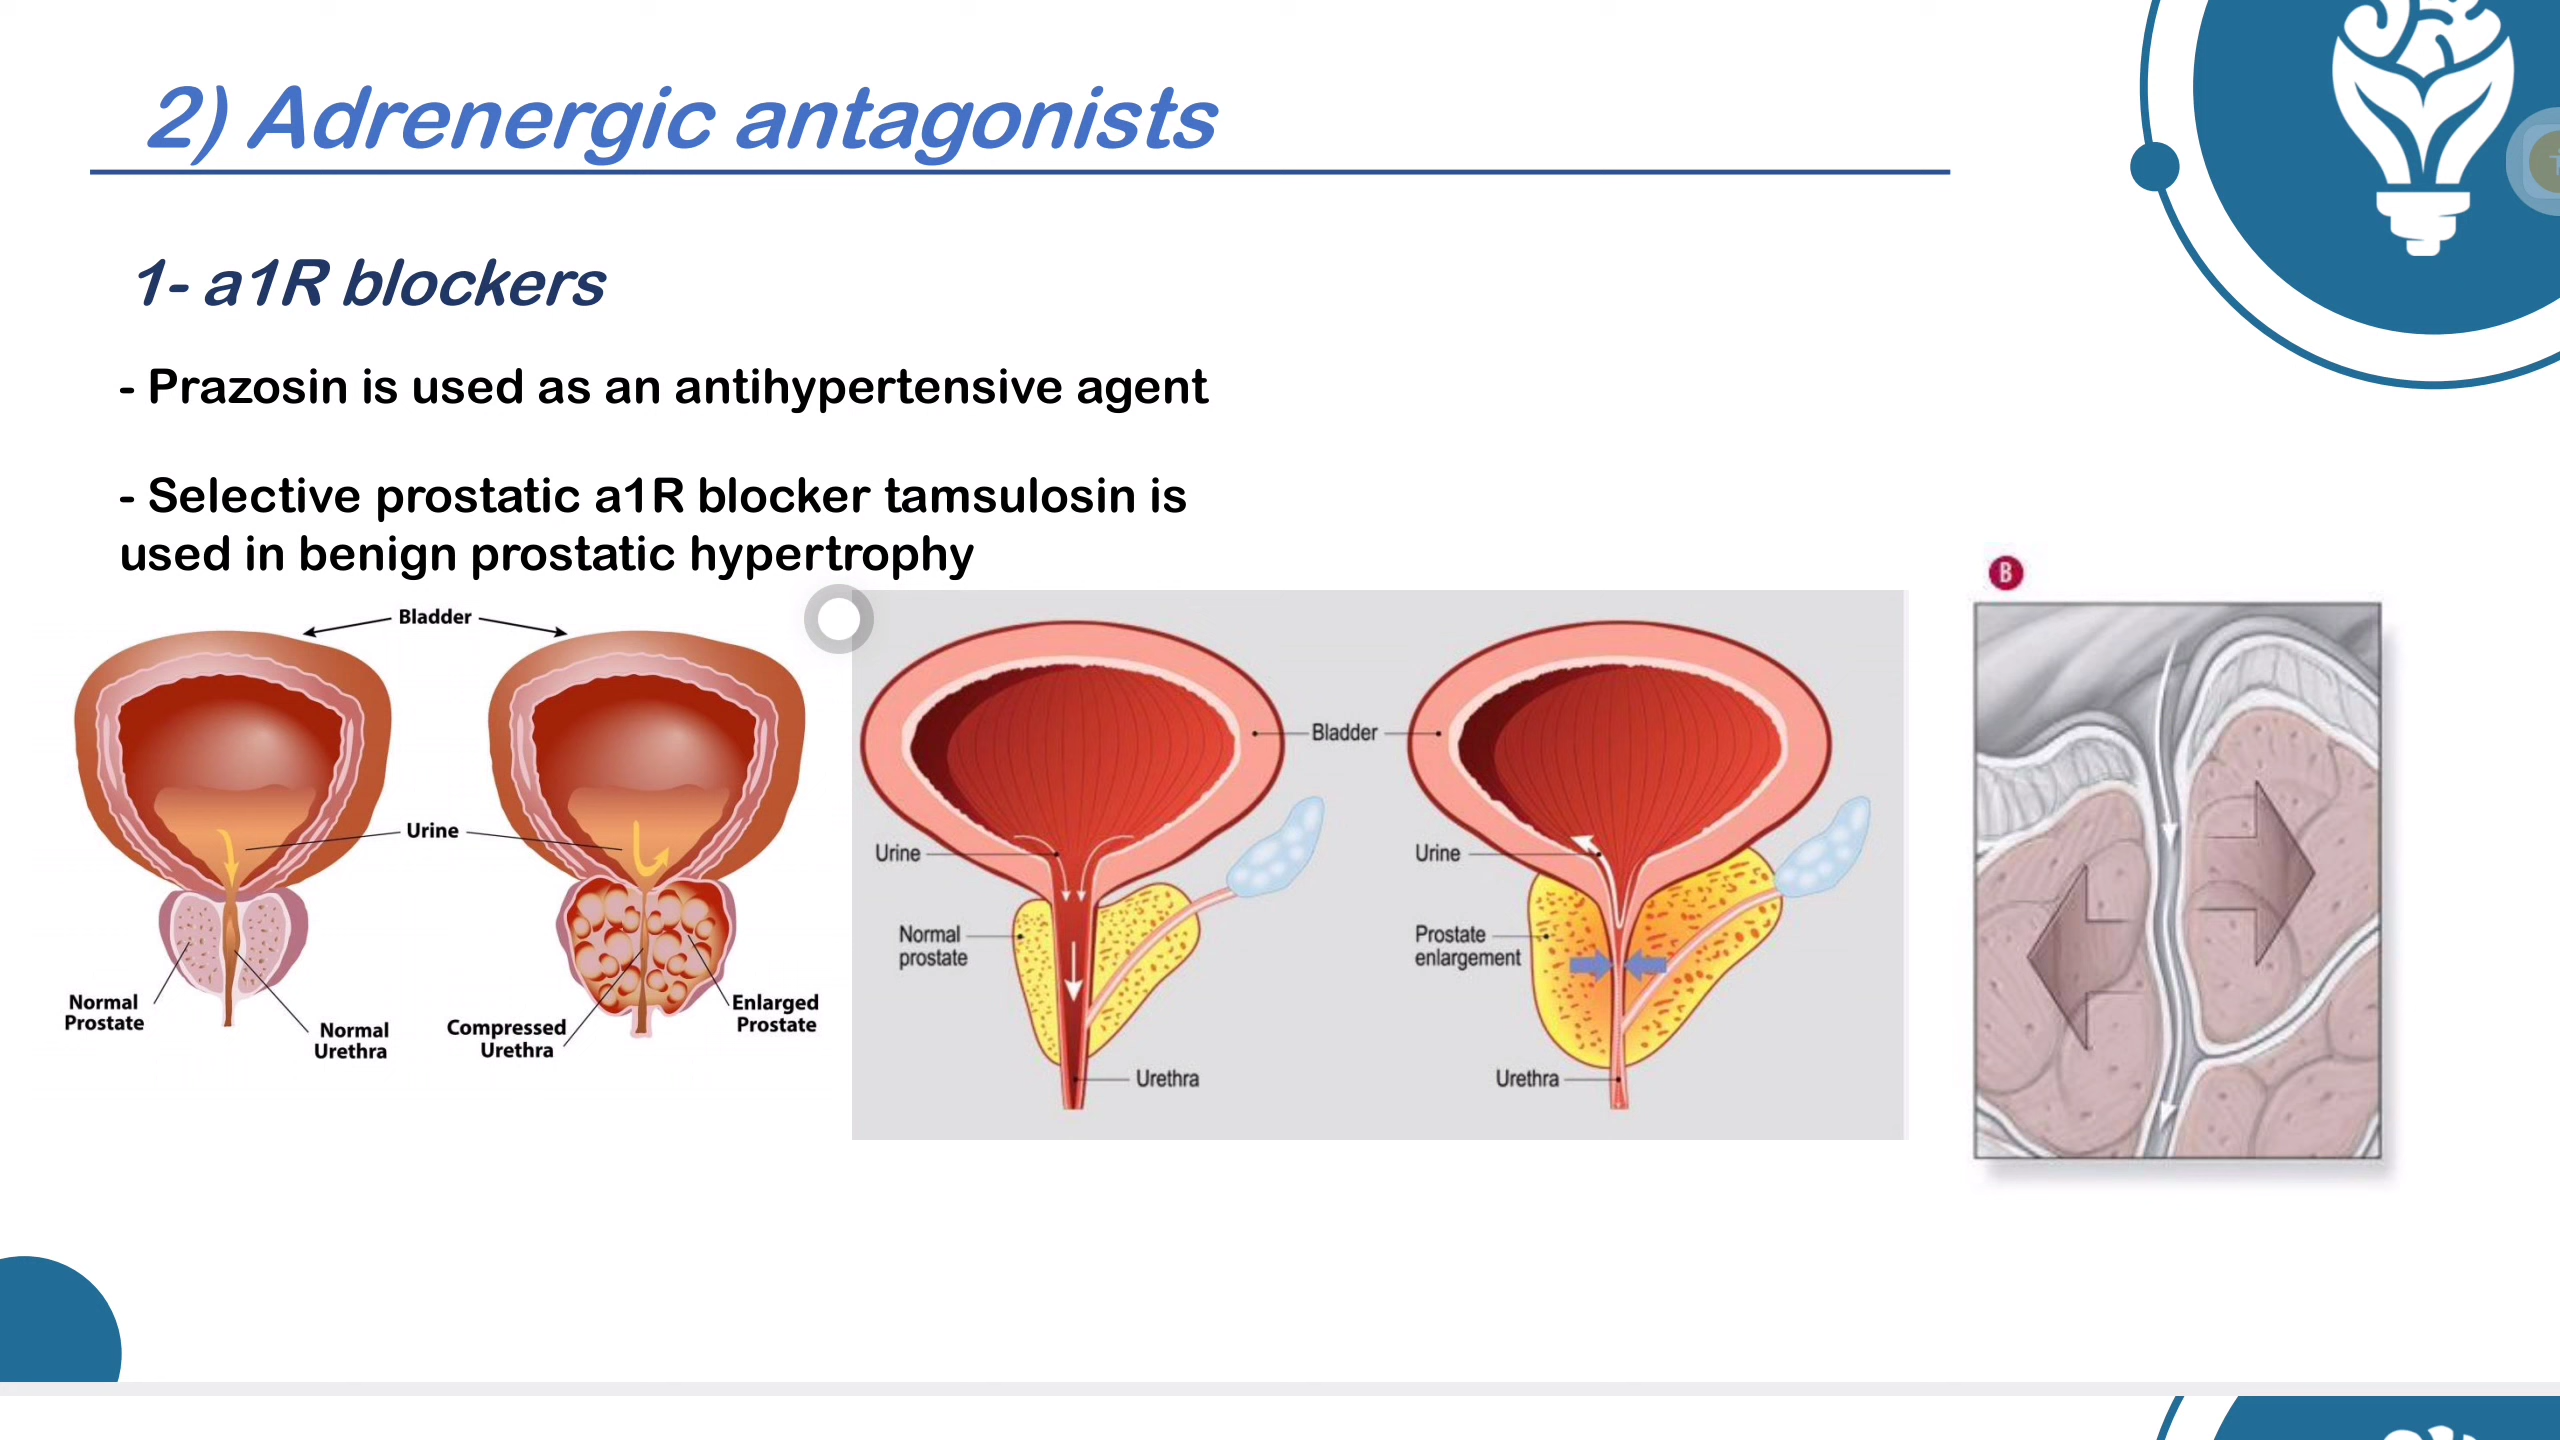 2) Adrenergic antagonists
1- a1R blockers
- Prazosin is used as an antihypertensive agent
- Selective prostatic a1R blocker tamsulosin is
used in benign prostatic hypertrophy
Bladder
Urine
Normal
Prostate
Normal
Urethra
Compressed
Urethra
Enlarged
Prostate
Bladder
Urine
Urine
Normal
prostate
Prostate
enlargement
Urethra
Urethra
B